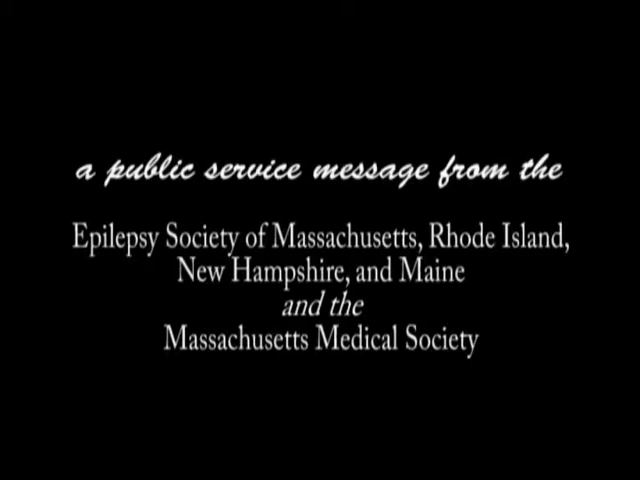 a public service message from the
Epilepsy Society of Massachusetts, Rhode Island,
New Hampshire, and Maine
and the
Massachusetts Medical Society